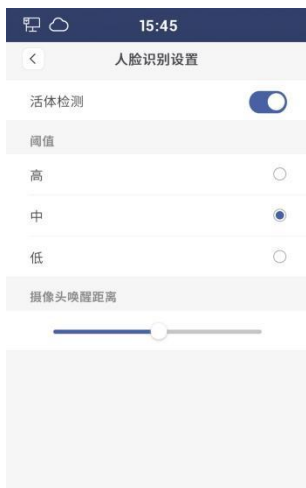 15:45
人脸识别设置
活体检测
阈值
高
中
低
摄像头唤醒距离